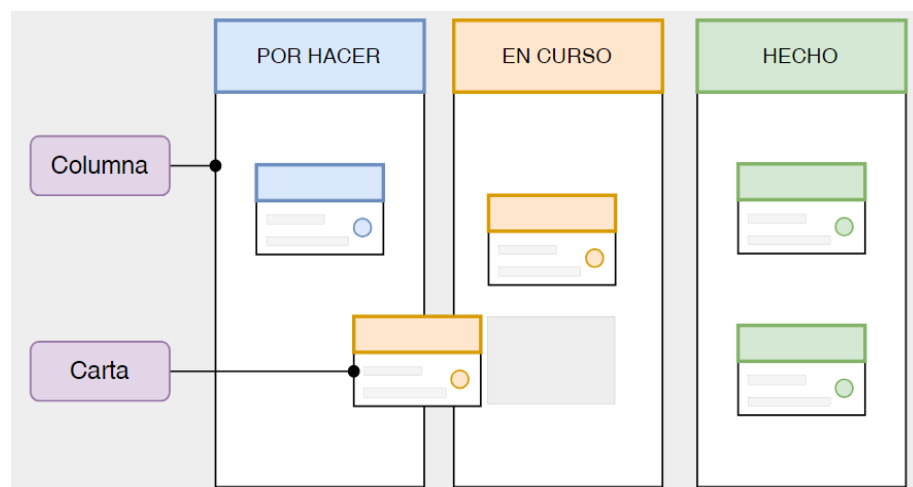 POR HACER
EN CURSO
HECHO
Columna
Carta